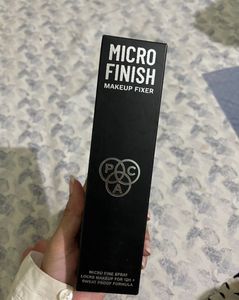 MICRO
FINISH
MAKEUP FIXER
P C
A
MICRO FINE SPRAY
LOCKS MAKEUP FOR 12H +
SWEAT PROOF FORMULA